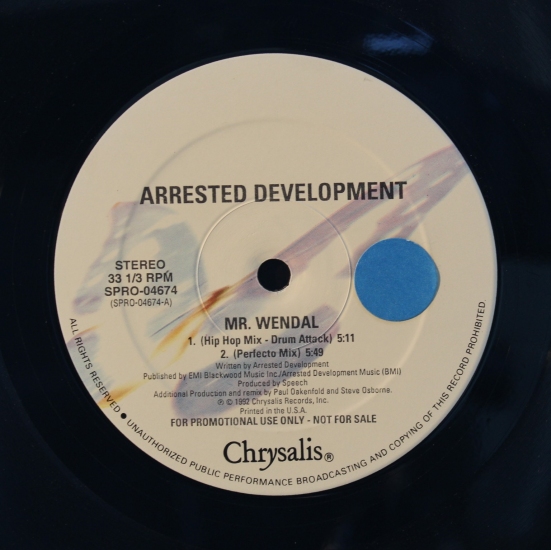 ARRESTED DEVELOPMENT
STEREO
33 1/3 RPM
SPRO-04674
(SPRO-04674-A)
MR. WENDAL
1. (Hip Hop Mix - Drum Attack) 5:11
2. (Perfecto Mix) 5:49
Written by Arrested Development
Published by EMI Blackwood Music Inc./Arrested Development Music (BMI)
Produced by Speech
Additional Production and remix by Paul Oakenfold and Steve Osborne.
℗ © 1992 Chrysalis Records, Inc.
Printed in the U.S.A.
FOR PROMOTIONAL USE ONLY - NOT FOR SALE
Chrysalis®
ALL RIGHTS RESERVED ● UNAUTHORIZED PUBLIC PERFORMANCE BROADCASTING AND COPYING OF THIS RECORD PROHIBITED